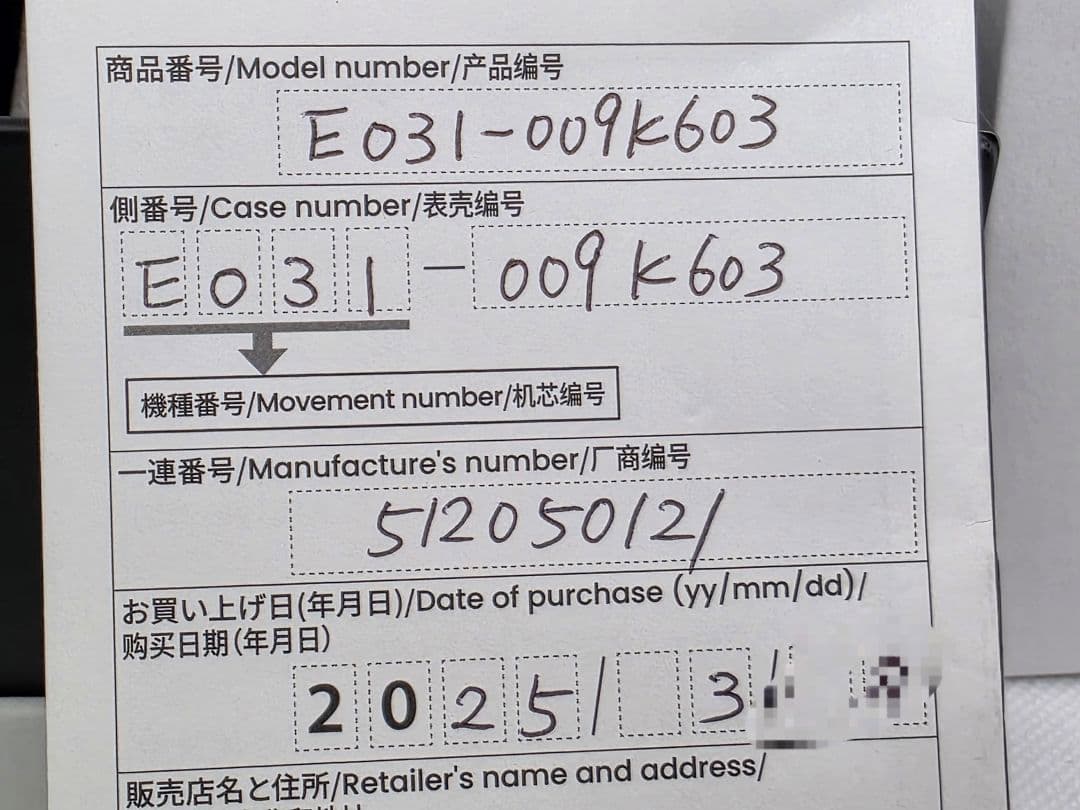 商品番号/Model number/产品编号
E031-009K603
側番号/Case number/表壳编号
E031-009K603
機種番号/Movement number/机芯编号
一連番号/Manufacture's number/厂商编号
512050121
お買い上げ日(年月日)/Date of purchase (yy/mm/dd)/
购买日期(年月日)
2025/ 3/
販売店名と住所/Retailer's name and address/